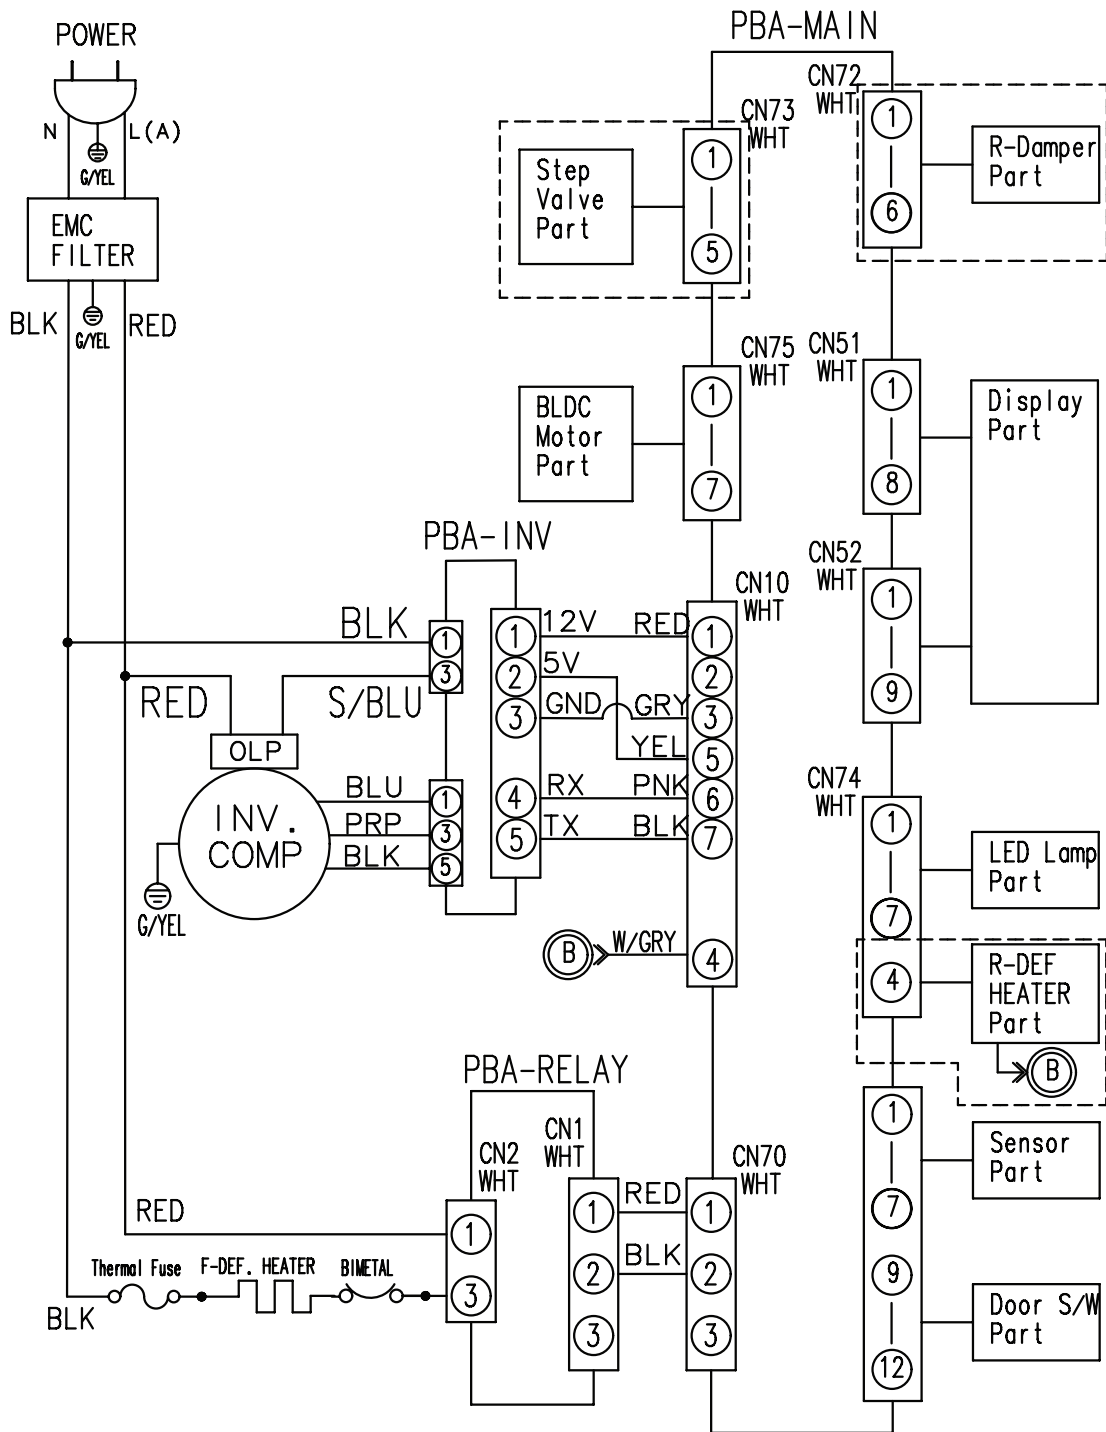 POWER
N
L(A)
G/YEL
EMC
FILTER
BLK
G/YEL
RED
PBA-MAIN
CN73
WHT
Step
Valve
Part
1
5
CN72
WHT
1
6
R-Damper
Part
CN75
WHT
BLDC
Motor
Part
1
7
CN51
WHT
1
8
Display
Part
CN52
WHT
1
9
PBA-INV
BLK
RED
S/BLU
1
3
OLP
INV.
COMP
G/YEL
BLU
PRP
BLK
1
3
5
1
2
3
4
5
12V
5V
GND
RX
TX
RED
GRY
YEL
PNK
BLK
CN10
WHT
1
2
3
5
6
7
4
B
W/GRY
CN74
WHT
1
7
4
LED Lamp
Part
R-DEF
HEATER
Part
B
1
7
9
12
Sensor
Part
Door S/W
Part
PBA-RELAY
CN2
WHT
1
3
CN1
WHT
1
2
3
RED
BLK
CN70
WHT
1
2
3
RED
Thermal Fuse
F-DEF. HEATER
BIMETAL
BLK